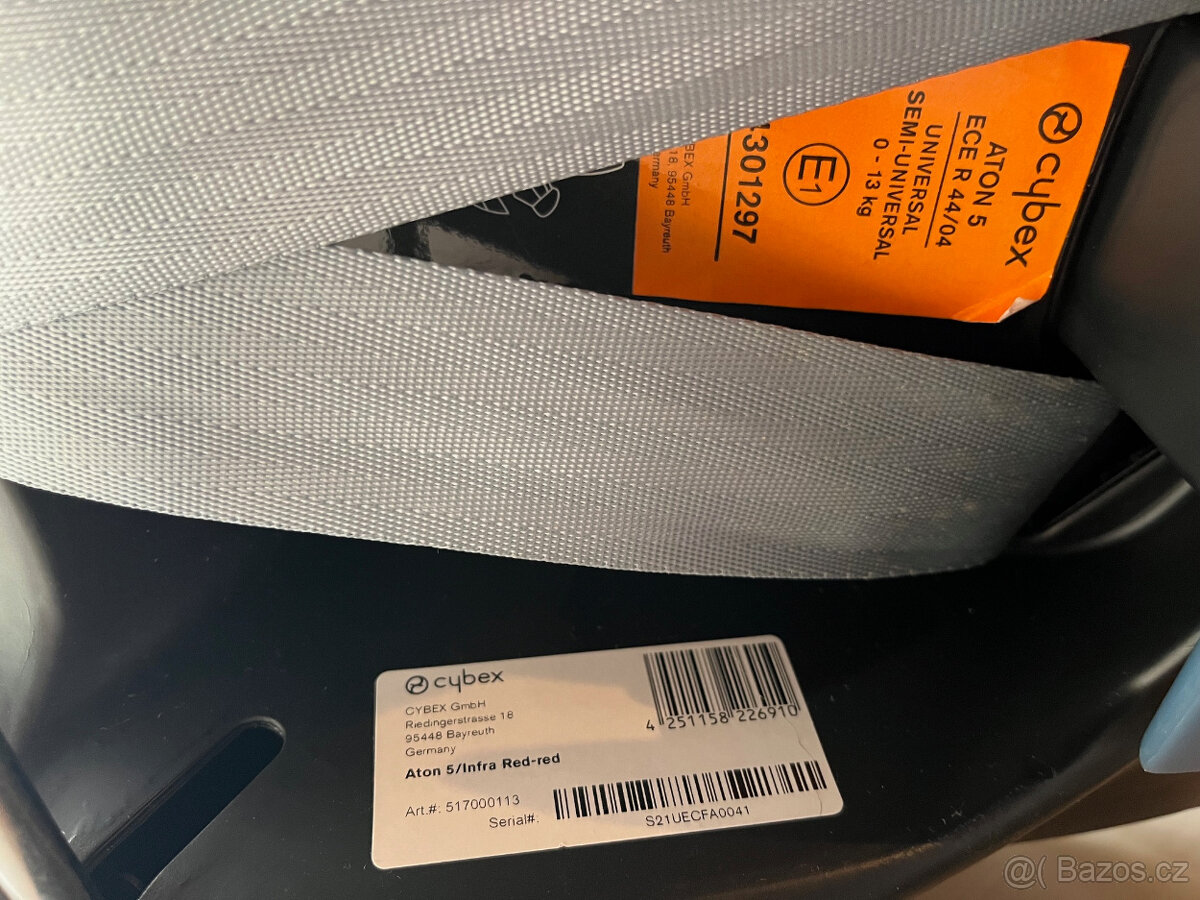 cybex
ATON 5
ECE R 44/04
UNIVERSAL
SEMI-UNIVERSAL
0 - 13 kg
E1
301297
GmbH
18, 95448 Bayreuth
cybex
CYBEX GmbH
Riedingerstrasse 18
95448 Bayreuth
Germany
Aton 5/Infra Red-red
4 251158 226910
Art.#: 517000113
Serial#:
S21UECFA0041
@( Bazos.cz